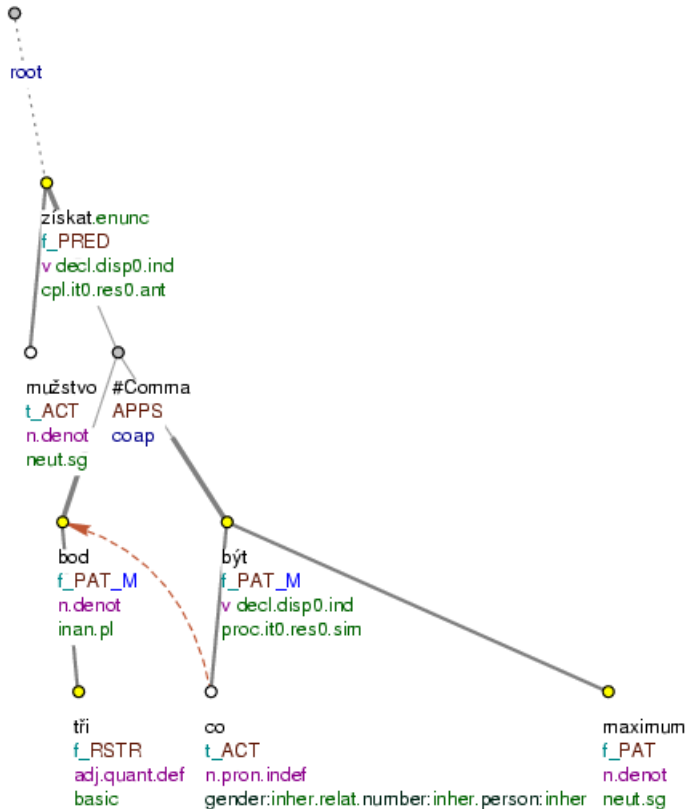 root
získat.enunc
f_PRED
v decl.disp0.ind
cpl.it0.res0.ant
mužstvo
t_ACT
n.denot
neut.sg
#Comma
APPS
coap
bod
f_PAT_M
n.denot
inan.pl
být
f_PAT_M
v decl.disp0.ind
proc.it0.res0.sim
tři
f_RSTR
adj.quant.def
basic
co
t_ACT
n.pron.indef
gender:inher.relat.number:inher.person:inher
maximum
f_PAT
n.denot
neut.sg